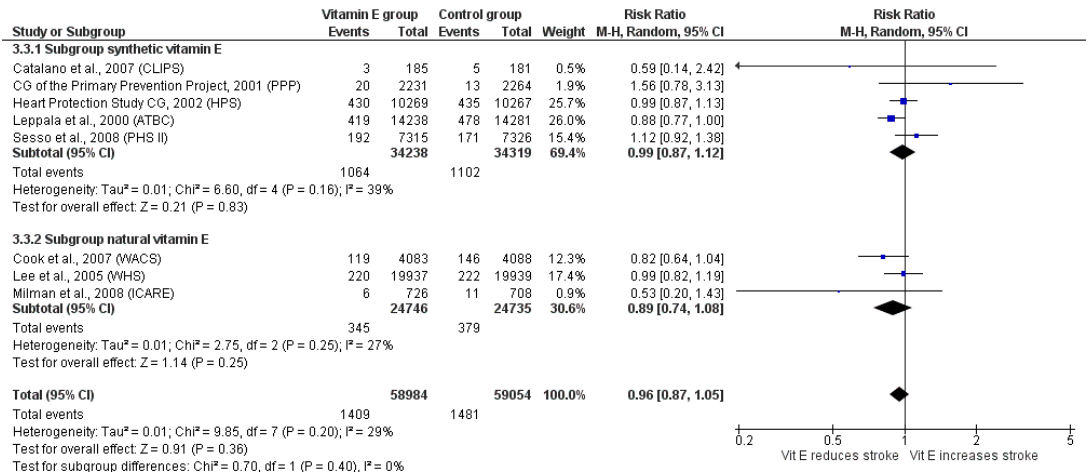 Vitamin E group Control group Risk Ratio Risk Ratio
Study or Subgroup Events Total Events Total Weight M-H, Random, 95% CI M-H, Random, 95% CI
3.3.1 Subgroup synthetic vitamin E
Catalano et al., 2007 (CLIPS) 3 185 5 181 0.5% 0.59 [0.14, 2.42]
CG of the Primary Prevention Project, 2001 (PPP) 20 2231 13 2264 1.9% 1.56 [0.78, 3.13]
Heart Protection Study CG, 2002 (HPS) 430 10269 435 10267 25.7% 0.99 [0.87, 1.13]
Leppala et al., 2000 (ATBC) 419 14238 478 14281 26.0% 0.88 [0.77, 1.00]
Sesso et al., 2008 (PHS II) 192 7315 171 7326 15.4% 1.12 [0.92, 1.38]
Subtotal (95% CI) 34238 34319 69.4% 0.99 [0.87, 1.12]
Total events 1064 1102
Heterogeneity: Tau² = 0.01; Chi² = 6.60, df = 4 (P = 0.16); I² = 39%
Test for overall effect: Z = 0.21 (P = 0.83)
3.3.2 Subgroup natural vitamin E
Cook et al., 2007 (WACS) 119 4083 146 4088 12.3% 0.82 [0.64, 1.04]
Lee et al., 2005 (WHS) 220 19937 222 19939 17.4% 0.99 [0.82, 1.19]
Milman et al., 2008 (ICARE) 6 726 11 708 0.9% 0.53 [0.20, 1.43]
Subtotal (95% CI) 24746 24735 30.6% 0.89 [0.74, 1.08]
Total events 345 379
Heterogeneity: Tau² = 0.01; Chi² = 2.75, df = 2 (P = 0.25); I² = 27%
Test for overall effect: Z = 1.14 (P = 0.25)
Total (95% CI) 58984 59054 100.0% 0.96 [0.87, 1.05]
Total events 1409 1481
Heterogeneity: Tau² = 0.01; Chi² = 9.85, df = 7 (P = 0.20); I² = 29%
Test for overall effect: Z = 0.91 (P = 0.36)
Test for subgroup differences: Chi² = 0.70, df = 1 (P = 0.40), I² = 0%
0.2 0.5 1 2 5
Vit E reduces stroke Vit E increases stroke